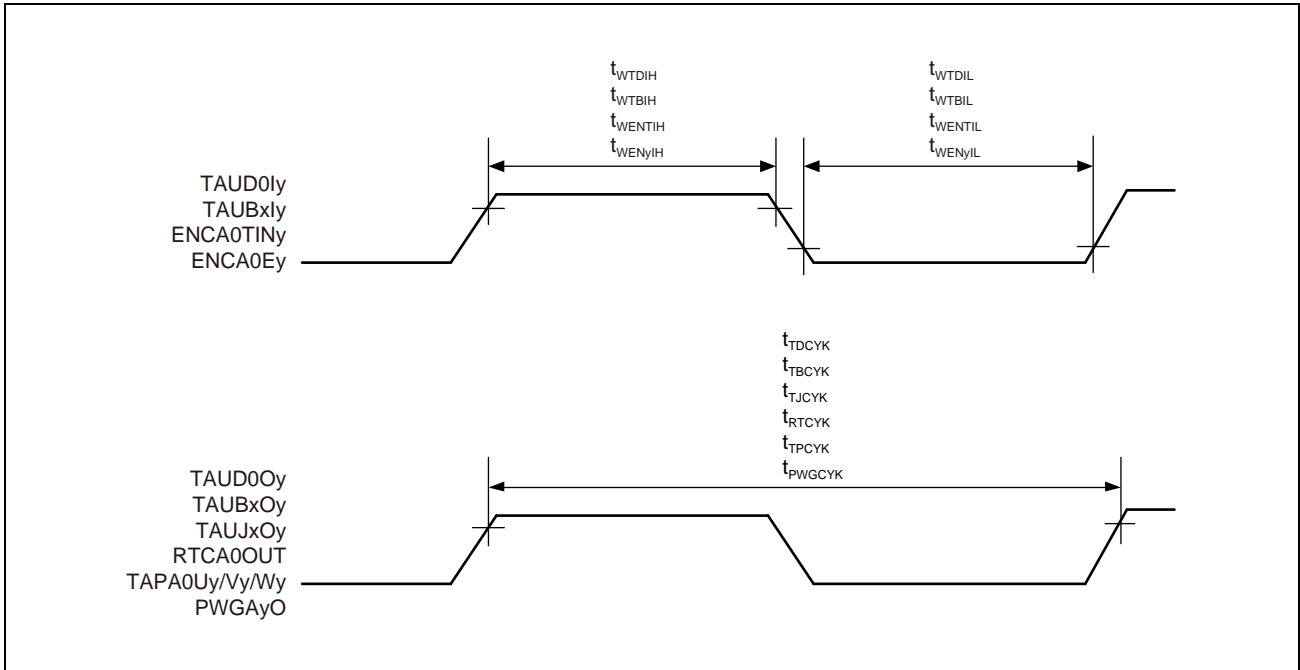 tWTDIH
tWTBIH
tWENTIH
tWENyIH
tWTDIL
tWTBIL
tWENTIL
tWENyIL
TAUD0Iy
TAUBxIy
ENCA0TINy
ENCA0Ey
tTDCYK
tTBCYK
tTJCYK
tRTCYK
tTPCYK
tPWGCYK
TAUD0Oy
TAUBxOy
TAUJxOy
RTCA0OUT
TAPA0Uy/Vy/Wy
PWGAyO